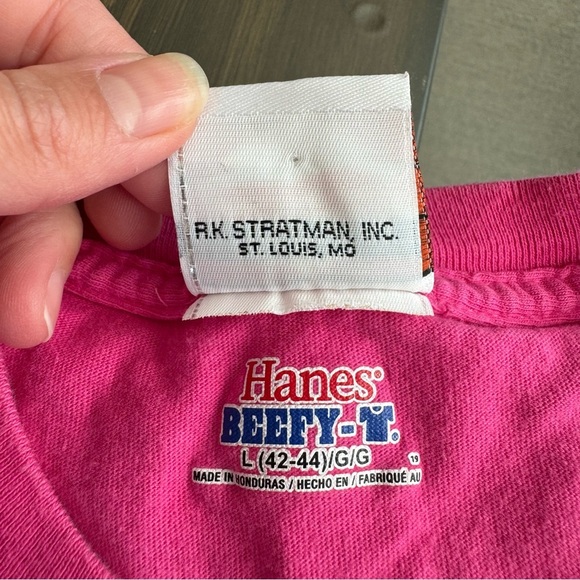 R.K. STRATMAN, INC.
ST. LOUIS, MO
Hanes®
BEEFY-T®
L (42-44)/G/G
19
MADE IN HONDURAS / HECHO EN / FABRIQUÉ AU